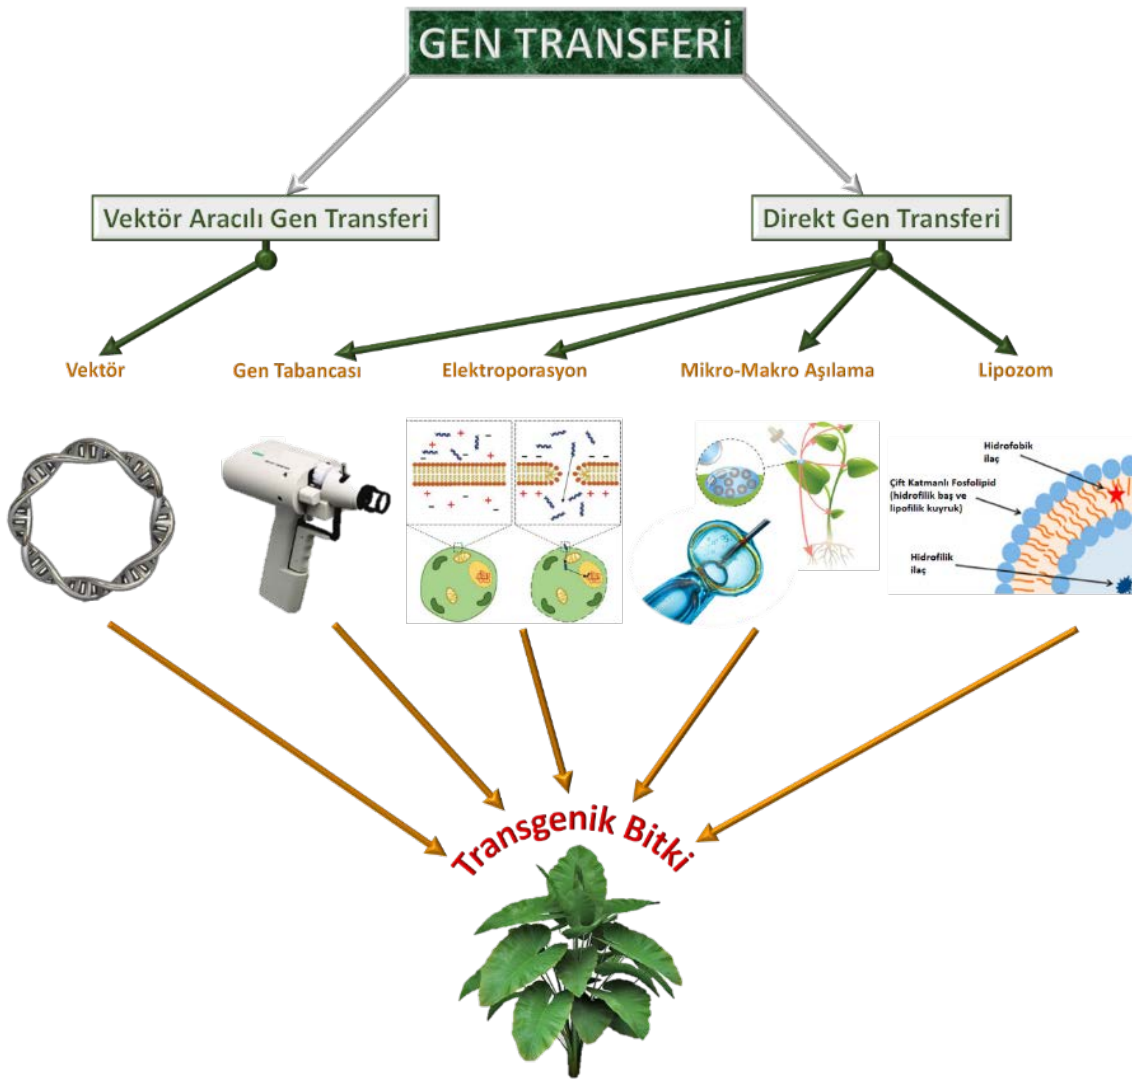 GEN TRANSFERİ
Vektör Aracılı Gen Transferi
Direkt Gen Transferi
Vektör
Gen Tabancası
Elektroporasyon
Mikro-Makro Aşılama
Lipozom
Hidrofobik
ilaç
Çift Katmanlı Fosfolipid
(hidrofilik baş ve
lipofilik kuyruk)
Hidrofilik
ilaç
Transgenik Bitki